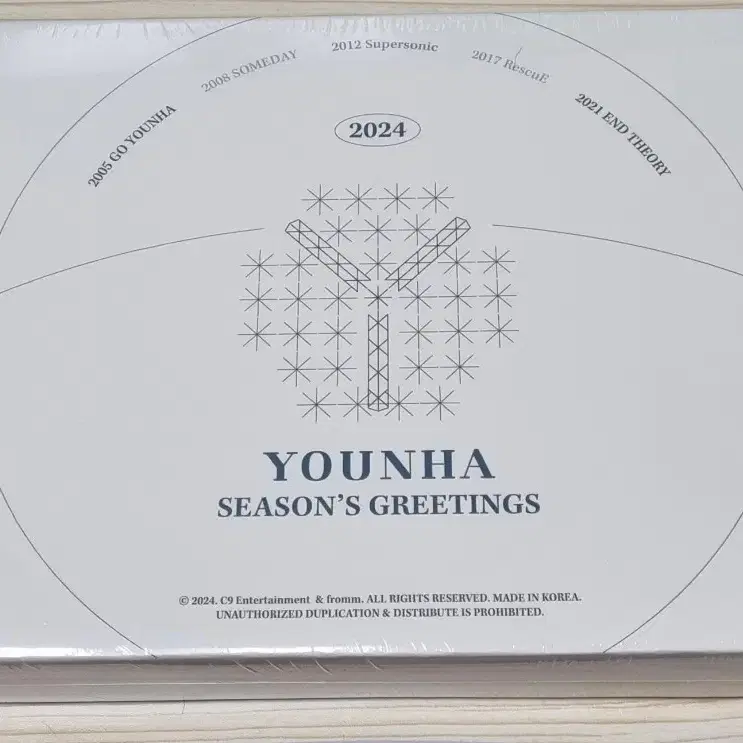 2005 GO YOUNHA
2008 SOMEDAY
2012 Supersonic
2017 RescuE
2021 END THEORY
2024
YOUNHA
SEASON'S GREETINGS
© 2024. C9 Entertainment & fromm. ALL RIGHTS RESERVED. MADE IN KOREA.
UNAUTHORIZED DUPLICATION & DISTRIBUTE IS PROHIBITED.